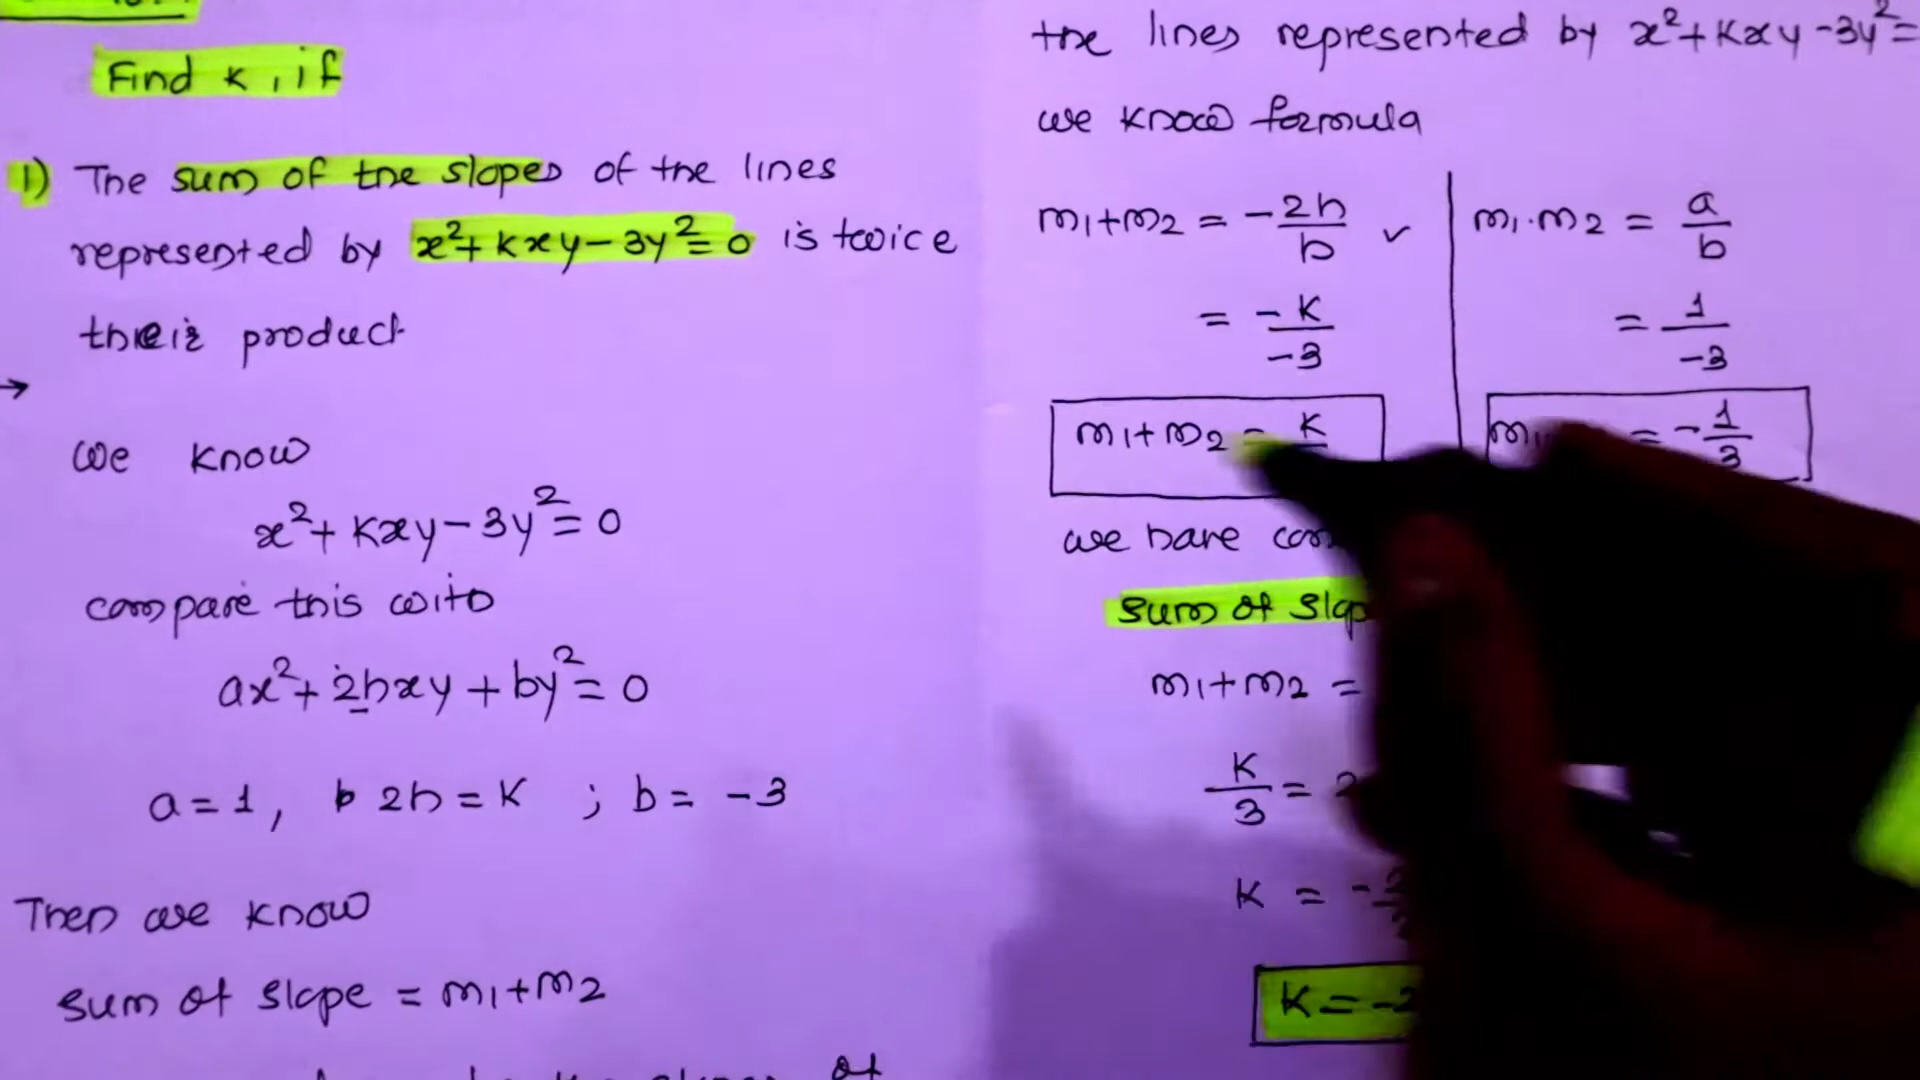 Find k, if
1) The sum of the slopes of the lines
represented by x²+kxy-3y²=0 is twice
their product
→
we know
x²+kxy-3y²=0
compare this with
ax²+2hxy+by²=0
a=1, 2h=k ; b=-3
Then we know
sum of slope = m1+m2
of
the lines represented by x²+kxy-3y²=
we know formula
m1+m2 = -2h/b ✓
= -k/-3
m1+m2 = k
m1.m2 = a/b
= 1/-3
= -1/3
we have
sum of
m1+m2 =
k/3 = 2
k = -
k=-2